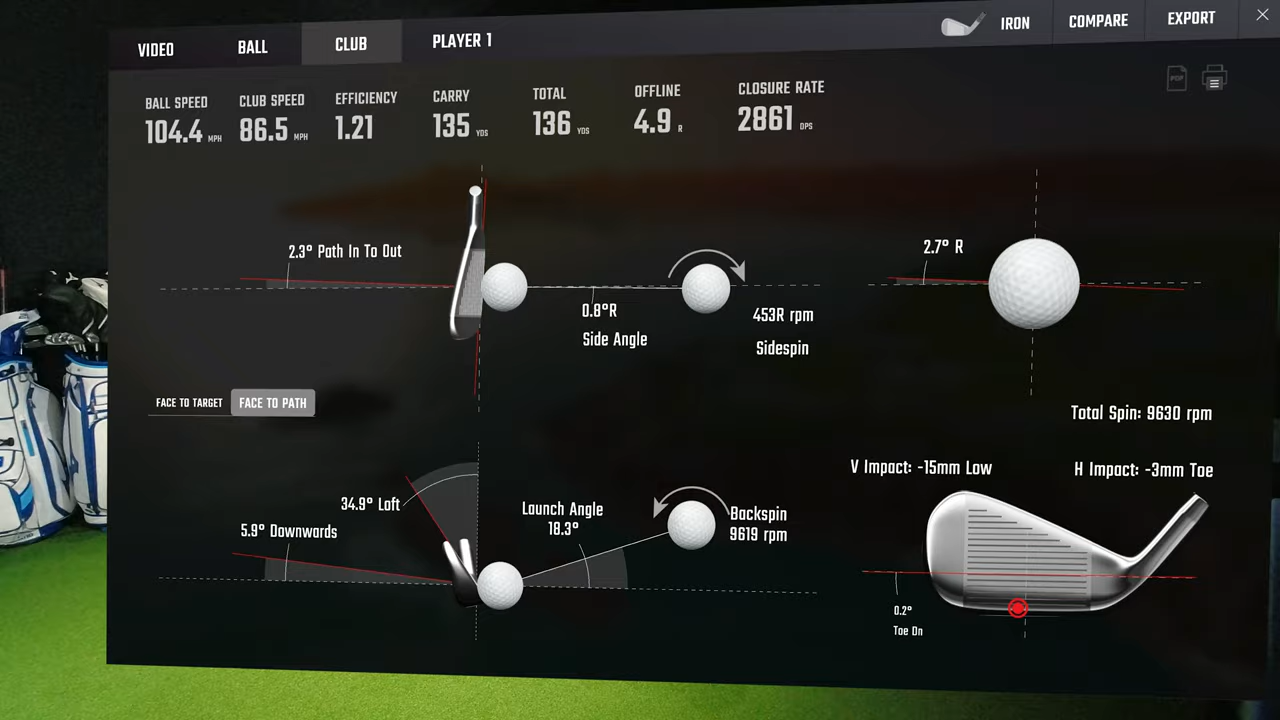 VIDEO
BALL
CLUB
PLAYER 1
IRON
COMPARE
EXPORT
BALL SPEED
104.4 MPH
CLUB SPEED
86.5 MPH
EFFICIENCY
1.21
CARRY
135 YDS
TOTAL
136 YDS
OFFLINE
4.9 R
CLOSURE RATE
2861 DPS
PDF
2.3° Path In To Out
0.8°R
Side Angle
453R rpm
Sidespin
2.7° R
FACE TO TARGET
FACE TO PATH
Total Spin: 9630 rpm
34.9° Loft
5.9° Downwards
Launch Angle
18.3°
Backspin
9619 rpm
V Impact: -15mm Low
H Impact: -3mm Toe
0.2°
Toe Dn